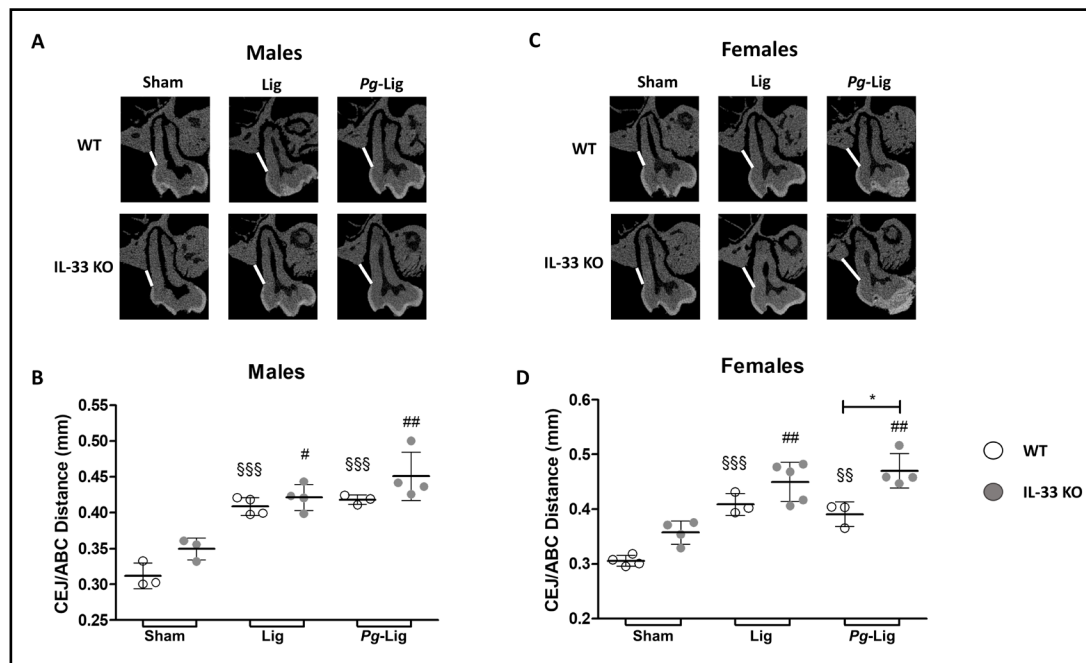 A
Males
Sham Lig Pg-Lig
WT
IL-33 KO
C
Females
Sham Lig Pg-Lig
WT
IL-33 KO
B
Males
CEJ/ABC Distance (mm)
0.55
0.50
0.45
0.40
0.35
0.30
0.25
§§§
#
§§§
##
Sham Lig Pg-Lig
D
Females
CEJ/ABC Distance (mm)
0.6
0.5
0.4
0.3
0.2
§§§
##
§§
*
##
Sham Lig Pg-Lig
WT
IL-33 KO